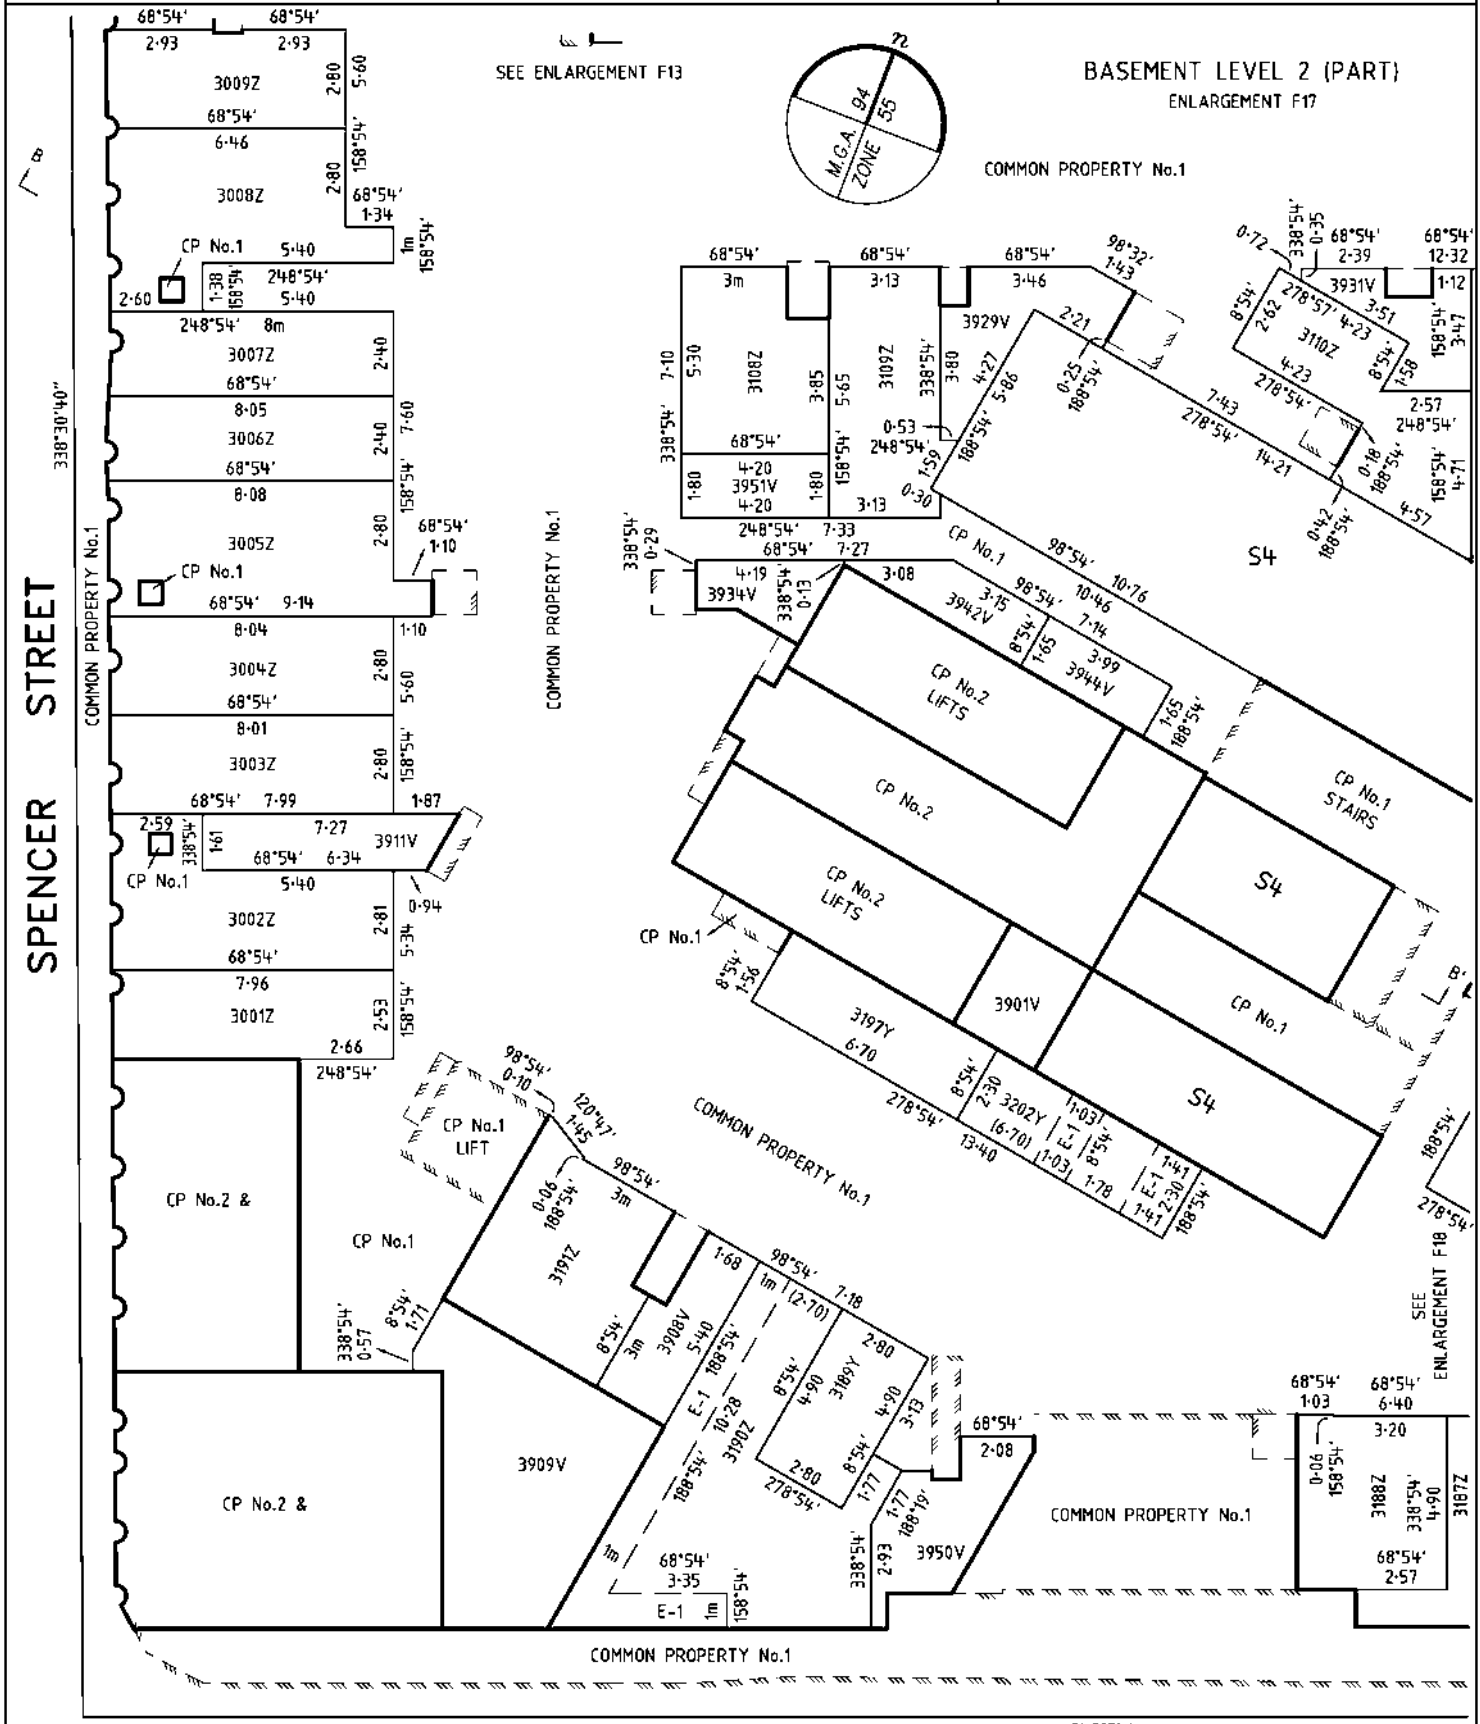 68°54'
68°54'
2·93
2·93
3009Z
2·80
5·60
68°54'
6·46
158°54'
3008Z
2·80
68°54'
1·34
B
CP No.1
5·40
1m
158°54'
248°54'
1·38
158°54'
2·60
5·40
248°54' 8m
3007Z
2·40
68°54'
8·05
7·60
3006Z
2·40
68°54'
8·08
158°54'
3005Z
2·80
68°54'
1·10
CP No.1
68°54' 9·14
8·04
1·10
3004Z
2·80
5·60
68°54'
8·01
158°54'
3003Z
2·80
68°54' 7·99
1·87
2·59
338°54'
1·61
7·27
3911V
68°54' 6·34
CP No.1
5·40
0·94
3002Z
2·81
5·34
68°54'
7·96
158°54'
3001Z
2·53
2·66
248°54'
338°30'40"
COMMON PROPERTY No.1
SPENCER STREET
CP No.2 &
CP No.2 &
SEE ENLARGEMENT F13
n
M.G.A. 94
ZONE 55
BASEMENT LEVEL 2 (PART)
ENLARGEMENT F17
COMMON PROPERTY No.1
68°54'
68°54'
68°54'
98°32'
1·43
3m
3·13
3·46
3929V
7·10
5·30
3108Z
3·85
5·65
3109Z
338°54'
3·80
338°54'
68°54'
4·20
3951V
4·20
1·80
1·80
158°54'
3·13
0·53
248°54'
1·59
188°54'
0·30
4·27
5·86
2·21
0·25
188°54'
248°54' 7·33
7·43
278°54'
14·21
0·72
338°54'
0·35
68°54'
2·39
68°54'
12·32
3931V
1·12
278°57' 4·23
3·51
8°54'
2·62
3110Z
4·23
278°54'
8°54'
1·58
158°54'
3·47
2·57
248°54'
0·18
188°54'
158°54'
4·71
0·42
188°54'
4·57
S4
COMMON PROPERTY No.1
338°54'
0·29
68°54' 7·27
4·19
3934V
338°54'
0·13
3·08
CP No.1
98°54' 10·76
98°54' 10·46
3·15
3942V
7·14
8°54'
1·65
3·99
3944V
1·65
188°54'
CP No.2
LIFTS
CP No.2
CP No.2
LIFTS
CP No.1
STAIRS
S4
CP No.1
8°54'
1·56
3197Y
6·70
3901V
CP No.1
S4
278°54'
13·40
8°54'
2·30
3202Y
(6·70)
1·03
E-1
1·03
8°54'
1·78
1·41
E-1
1·41
2·30
188°54'
B'
188°54'
278°54'
SEE
ENLARGEMENT F18
COMMON PROPERTY No.1
98°54'
0·10
120°47'
1·45
CP No.1
LIFT
0·06
188°54'
98°54'
3m
CP No.1
3191Z
8°54'
1·71
338°54'
0·57
8°54'
3m
3908V
1·68
5·40
188°54'
98°54'
7·18
1m
(2·70)
2·80
E-1
10·28
3190Z
188°54'
8°54'
4·90
3189Y
4·90
3·13
2·80
278°54'
8°54'
1·77
1·77
188°19'
3909V
1m
68°54'
3·35
E-1
1m
158°54'
338°54'
2·93
3950V
68°54'
2·08
COMMON PROPERTY No.1
68°54'
1·03
68°54'
6·40
3·20
0·06
158°54'
3188Z
338°54'
4·90
3187Z
68°54'
2·57
COMMON PROPERTY No.1